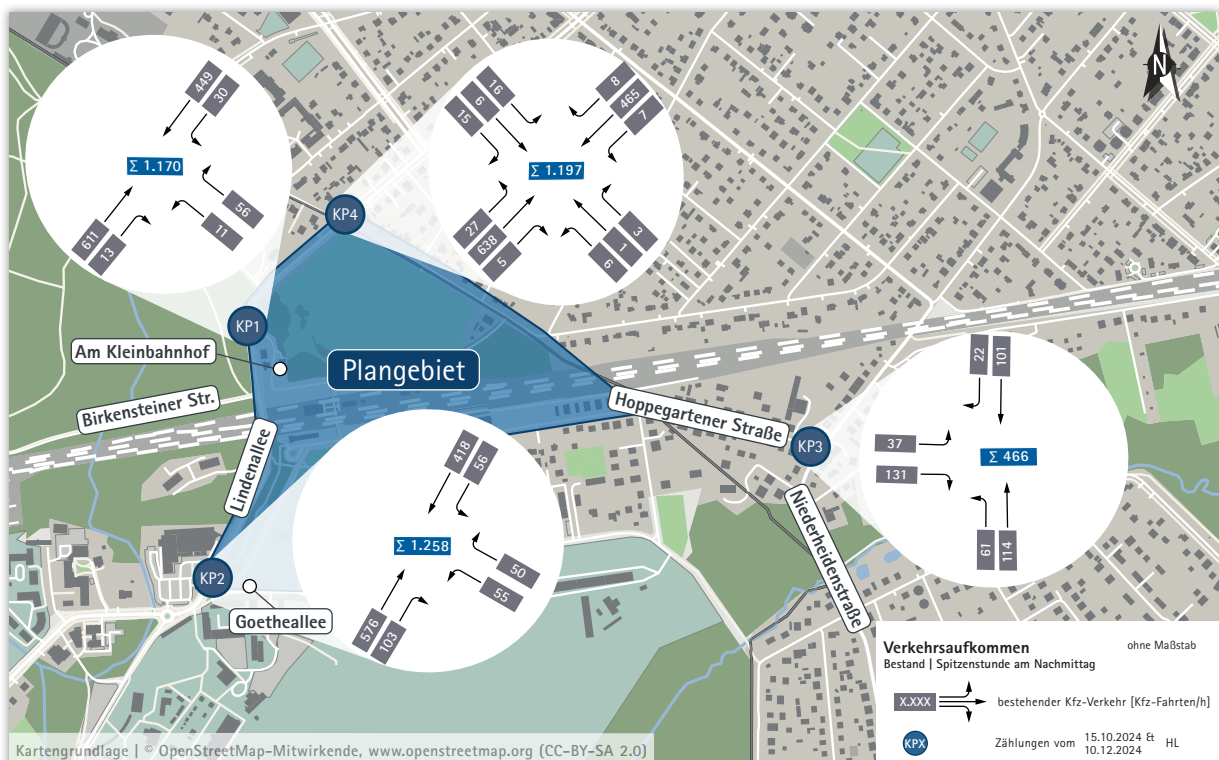 449
30
Σ 1.170
56
11
611
13
16
6
15
8
465
7
Σ 1.197
27
638
5
3
1
6
KP4
KP1
Am Kleinbahnhof
Plangebiet
Birkensteiner Str.
Lindenallee
Hoppegartener Straße
KP3
Niederheidenstraße
22
101
37
131
Σ 466
61
114
418
56
Σ 1.258
50
55
576
103
KP2
Goetheallee
N
Verkehrsaufkommen
ohne Maßstab
Bestand | Spitzenstunde am Nachmittag
X.XXX
bestehender Kfz-Verkehr [Kfz-Fahrten/h]
KPX
Zählungen vom 15.10.2024 &
10.12.2024
HL
Kartengrundlage | © OpenStreetMap-Mitwirkende, www.openstreetmap.org (CC-BY-SA 2.0)